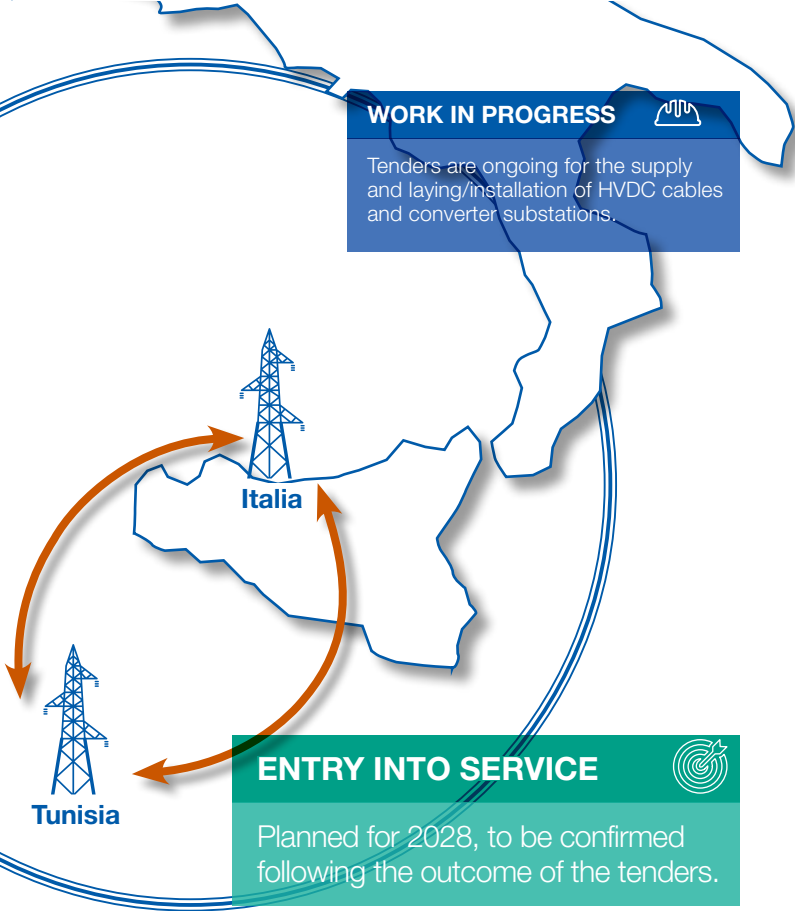 WORK IN PROGRESS
Tenders are ongoing for the supply
and laying/installation of HVDC cables
and converter substations.
Italia
Tunisia
ENTRY INTO SERVICE
Planned for 2028, to be confirmed
following the outcome of the tenders.